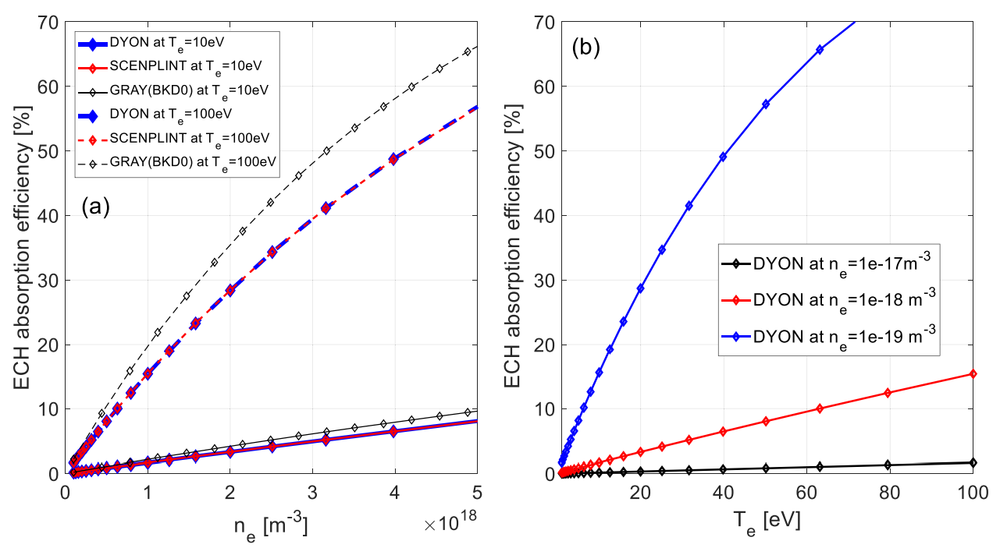 70
60
50
40
30
20
10
0
0
1
2
3
4
5
×10^18
n_e [m^-3]
ECH absorption efficiency [%]
DYON at T_e=10eV
SCENPLINT at T_e=10eV
GRAY(BKD0) at T_e=10eV
DYON at T_e=100eV
SCENPLINT at T_e=100eV
GRAY(BKD0) at T_e=100eV
(a)
70
60
50
40
30
20
10
0
20
40
60
80
100
T_e [eV]
ECH absorption efficiency [%]
(b)
DYON at n_e=1e-17m^-3
DYON at n_e=1e-18 m^-3
DYON at n_e=1e-19 m^-3